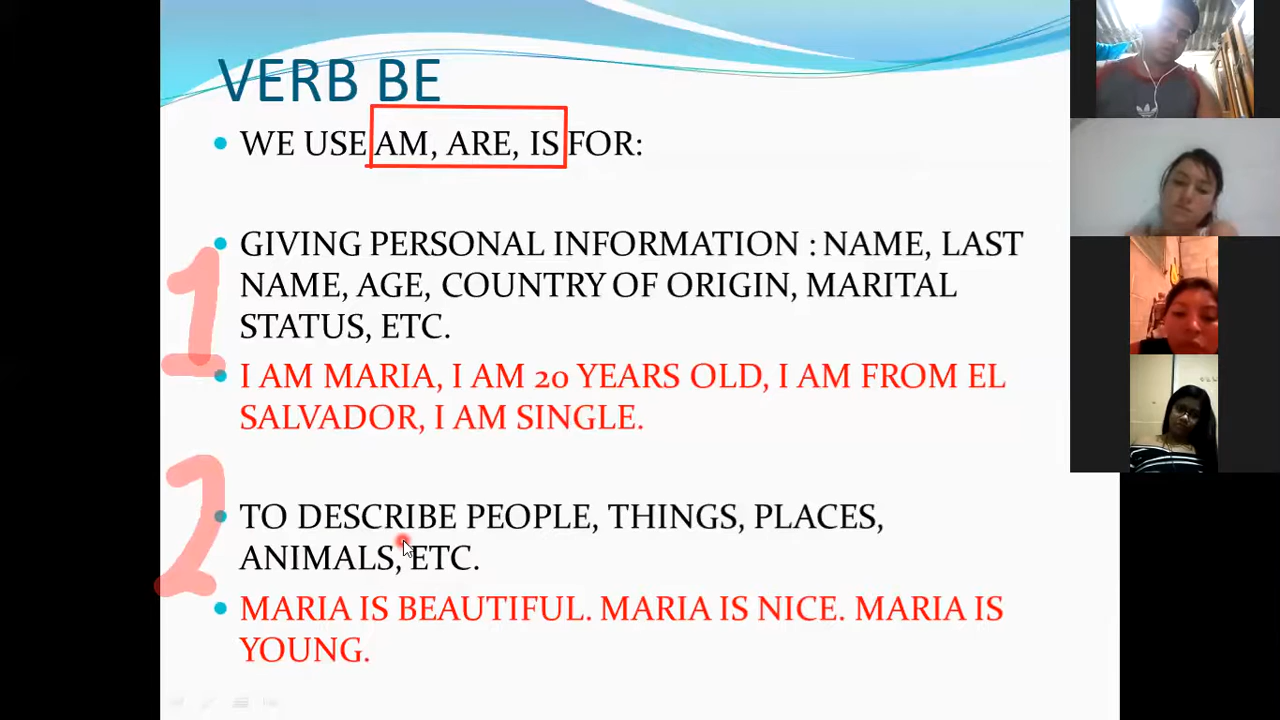 VERB BE
WE USE AM, ARE, IS FOR:
1
GIVING PERSONAL INFORMATION : NAME, LAST
NAME, AGE, COUNTRY OF ORIGIN, MARITAL
STATUS, ETC.
I AM MARIA, I AM 20 YEARS OLD, I AM FROM EL
SALVADOR, I AM SINGLE.
2
TO DESCRIBE PEOPLE, THINGS, PLACES,
ANIMALS, ETC.
MARIA IS BEAUTIFUL. MARIA IS NICE. MARIA IS
YOUNG.